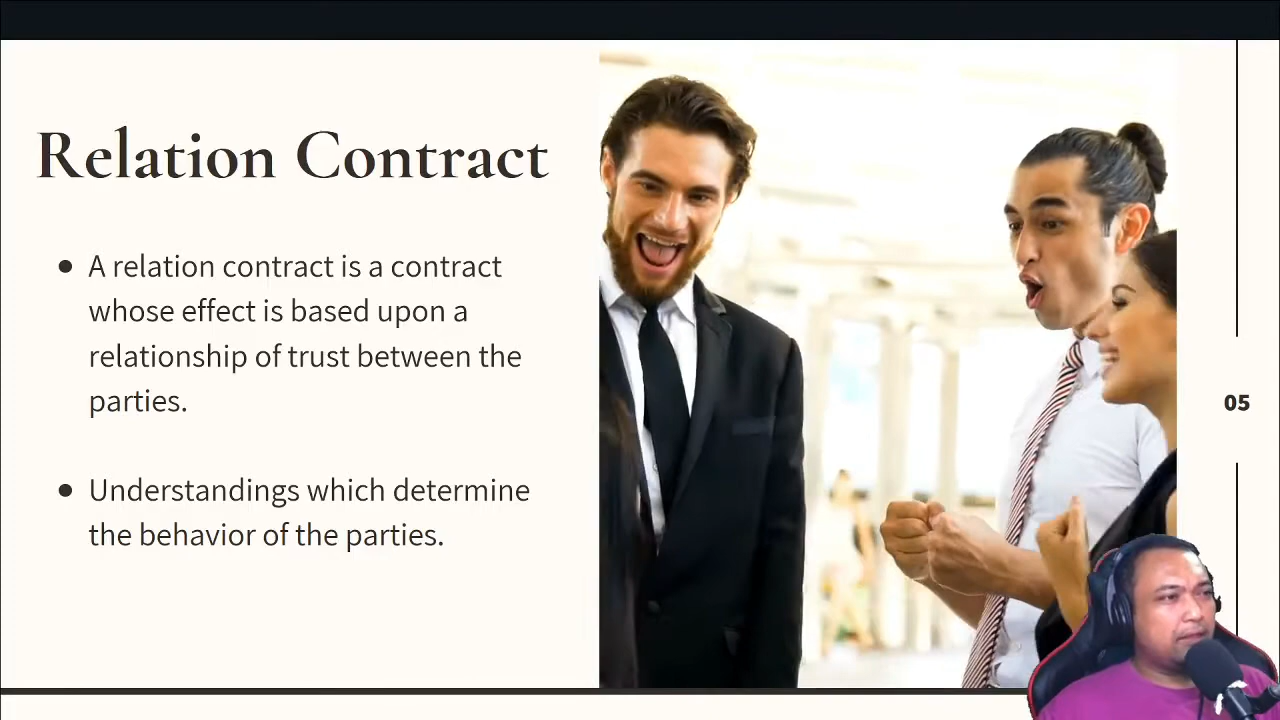 Relation Contract
● A relation contract is a contract
whose effect is based upon a
relationship of trust between the
parties.
● Understandings which determine
the behavior of the parties.
05